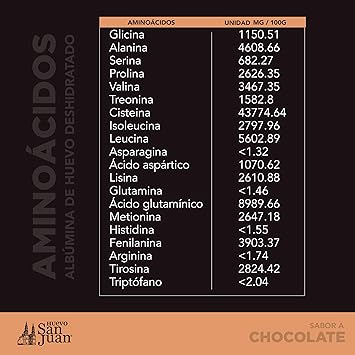 AMINOÁCIDOS
ALBÚMINA DE HUEVO DESHIDRATADO
AMINOÁCIDOS UNIDAD MG / 100G
Glicina 1150.51
Alanina 4608.66
Serina 682.27
Prolina 2626.35
Valina 3467.35
Treonina 1582.8
Cisteina 43774.64
Isoleucina 2797.96
Leucina 5602.89
Asparagina <1.32
Ácido aspártico 1070.62
Lisina 2610.88
Glutamina <1.46
Ácido glutamínico 8989.66
Metionina 2647.18
Histidina <1.55
Fenilanina 3903.37
Arginina <1.74
Tirosina 2824.42
Triptófano <2.04
HUEVO
San
Juan
SABOR A
CHOCOLATE